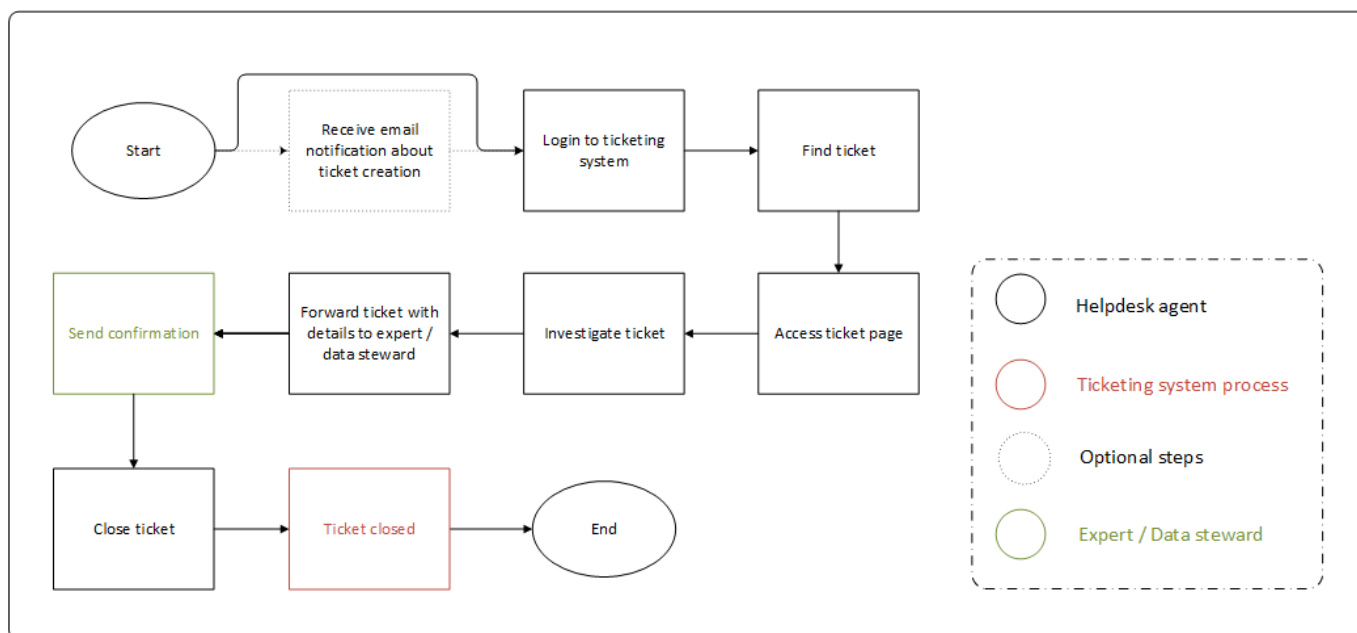 Start
Receive email
notification about
ticket creation
Login to ticketing
system
Find ticket
Send confirmation
Forward ticket with
details to expert /
data steward
Investigate ticket
Access ticket page
Close ticket
Ticket closed
End
Helpdesk agent
Ticketing system process
Optional steps
Expert / Data steward